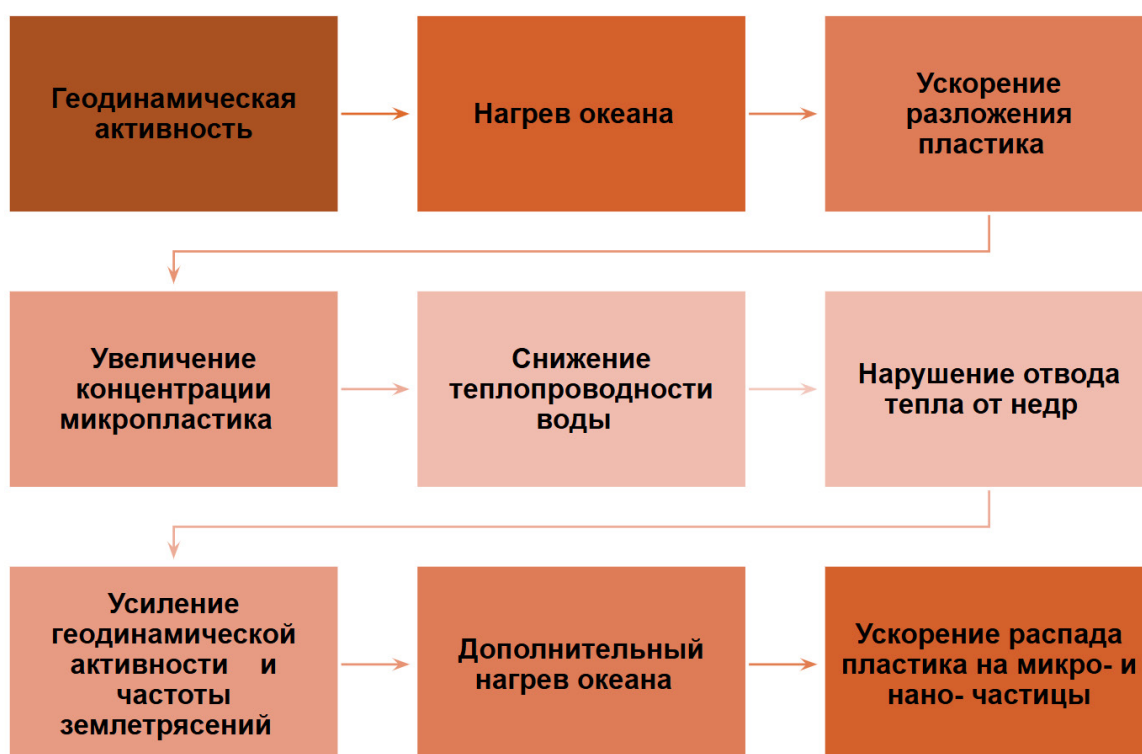 Геодинамическая
активность
Нагрев океана
Ускорение
разложения
пластика
Увеличение
концентрации
микропластика
Снижение
теплопроводности
воды
Нарушение отвода
тепла от недр
Усиление
геодинамической
активности и
частоты
землетрясений
Дополнительный
нагрев океана
Ускорение распада
пластика на микро- и
нано- частицы